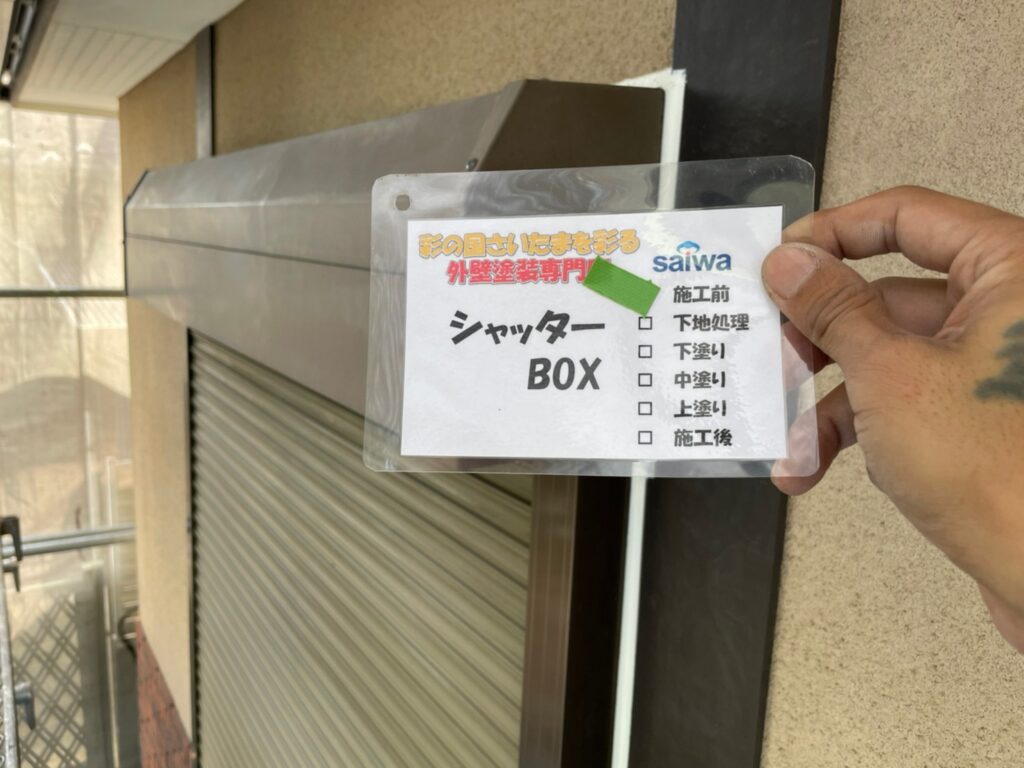 彩の国さいたまを彩る
外壁塗装専門
saiwa
シャッター
BOX
施工前
□ 下地処理
□ 下塗り
□ 中塗り
□ 上塗り
□ 施工後